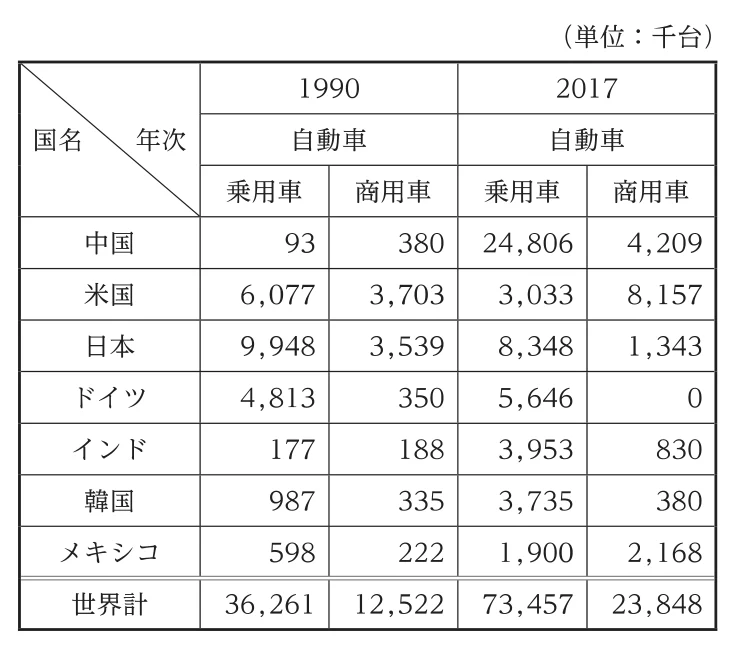 （単位：千台）
1990 2017
国名 年次 自動車 自動車
乗用車 商用車 乗用車 商用車
中国 93 380 24,806 4,209
米国 6,077 3,703 3,033 8,157
日本 9,948 3,539 8,348 1,343
ドイツ 4,813 350 5,646 0
インド 177 188 3,953 830
韓国 987 335 3,735 380
メキシコ 598 222 1,900 2,168
世界計 36,261 12,522 73,457 23,848